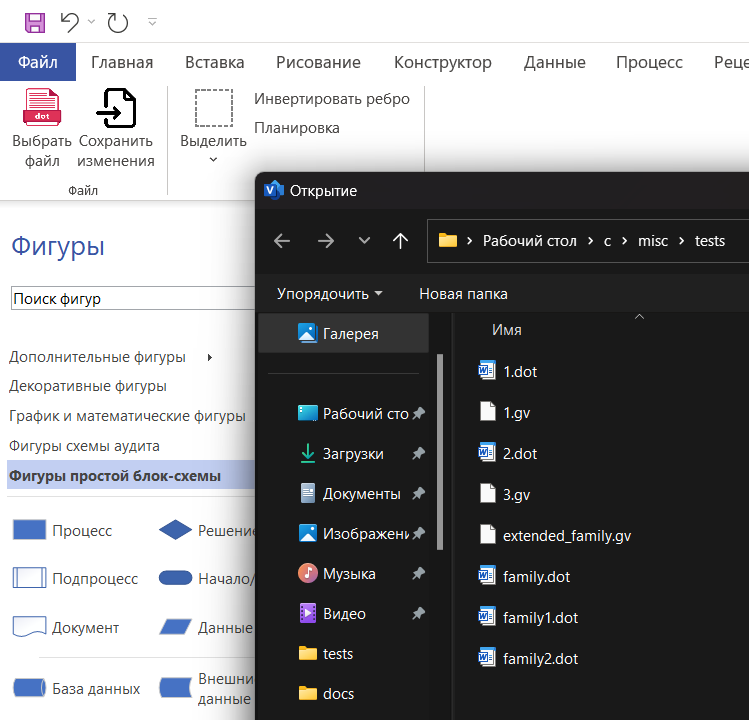 Файл
Главная
Вставка
Рисование
Конструктор
Данные
Процесс
Реце
dot
Выбрать
файл
Сохранить
изменения
Файл
Выделить
Инвертировать ребро
Планировка
Открытие
Рабочий стол > c > misc > tests
Упорядочить
Новая папка
Фигуры
Поиск фигур
Дополнительные фигуры
Декоративные фигуры
График и математические фигуры
Фигуры схемы аудита
Фигуры простой блок-схемы
Процесс
Решение
Подпроцесс
Начало/
Документ
Данные
База данных
Внешни
данные
Галерея
Рабочий сто
Загрузки
Документы
Изображени
Музыка
Видео
tests
docs
Имя
1.dot
1.gv
2.dot
3.gv
extended_family.gv
family.dot
family1.dot
family2.dot